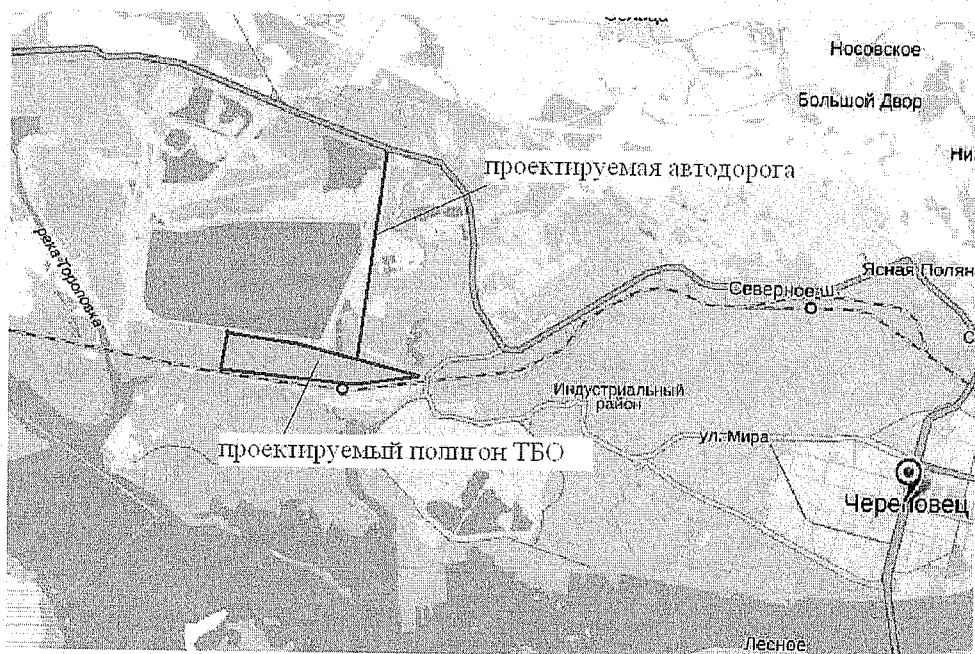 Носовское
Большой Двор
Ни
проектируемая автодорога
река Тороповка
Ясная Полян
Северное ш.
С
Индустриальный
район
ул. Мира
проектируемый полигон ТБО
Череповец
Лесное